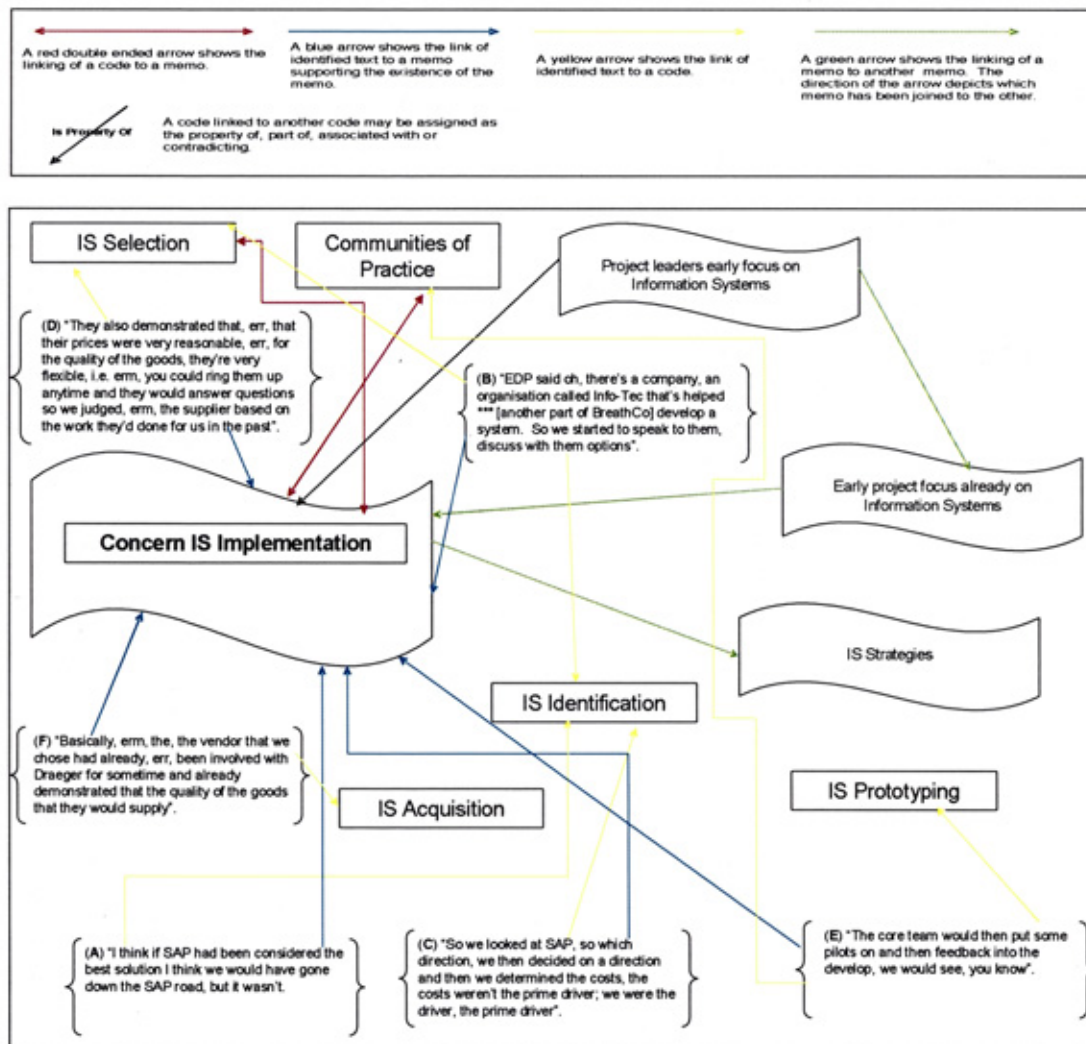 A red double ended arrow shows the
linking of a code to a memo.
A blue arrow shows the link of
identified text to a memo
supporting the existence of the
memo.
A yellow arrow shows the link of
identified text to a code.
A green arrow shows the linking of a
memo to another memo. The
direction of the arrow depicts which
memo has been joined to the other.
Is Property Of
A code linked to another code may be assigned as
the property of, part of, associated with or
contradicting.
IS Selection
Communities of
Practice
Project leaders early focus on
Information Systems
(D) "They also demonstrated that, err, that
their prices were very reasonable, err, for
the quality of the goods, they're very
flexible, i.e. erm, you could ring them up
anytime and they would answer questions
so we judged, erm, the supplier based on
the work they'd done for us in the past".
(B) "EDP said oh, there's a company, an
organisation called Info-Tec that's helped
*** [another part of BreathCo] develop a
system. So we started to speak to them,
discuss with them options".
Early project focus already on
Information Systems
Concern IS Implementation
IS Strategies
IS Identification
(F) "Basically, erm, the, the vendor that we
chose had already, err, been involved with
Draeger for sometime and already
demonstrated that the quality of the goods
that they would supply".
IS Acquisition
IS Prototyping
(A) "I think if SAP had been considered the
best solution I think we would have gone
down the SAP road, but it wasn't.
(C) "So we looked at SAP, so which
direction, we then decided on a direction
and then we determined the costs, the
costs weren't the prime driver; we were the
driver, the prime driver".
(E) "The core team would then put some
pilots on and then feedback into the
develop, we would see, you know".